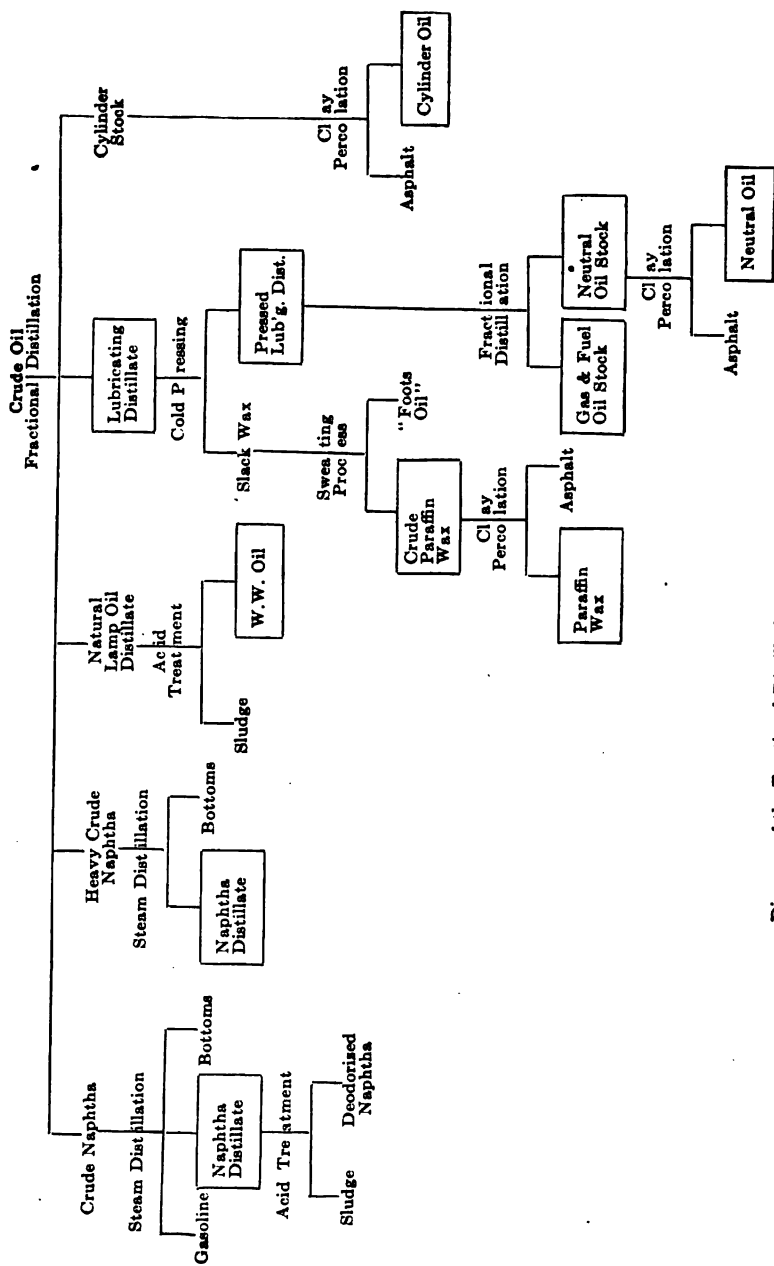 Crude Oil
Fractional Distillation
Crude Naphtha
Steam Distillation
Gasoline
Naphtha
Distillate
Bottoms
Acid Treatment
Sludge
Deodorized
Naphtha
Heavy Crude
Naphtha
Steam Distillation
Naphtha
Distillate
Bottoms
Natural
Lamp Oil
Distillate
Acid
Treatment
Sludge
W.W. Oil
Lubricating
Distillate
Cold Pressing
Slack Wax
Pressed
Lub'g. Dist.
Sweating
Process
Crude
Paraffin
Wax
"Foots
Oil"
Clay
Percolation
Paraffin
Wax
Asphalt
Fractional
Distillation
Gas & Fuel
Oil Stock
Neutral
Oil Stock
Clay
Percolation
Asphalt
Neutral Oil
Cylinder
Stock
Clay
Percolation
Asphalt
Cylinder Oil